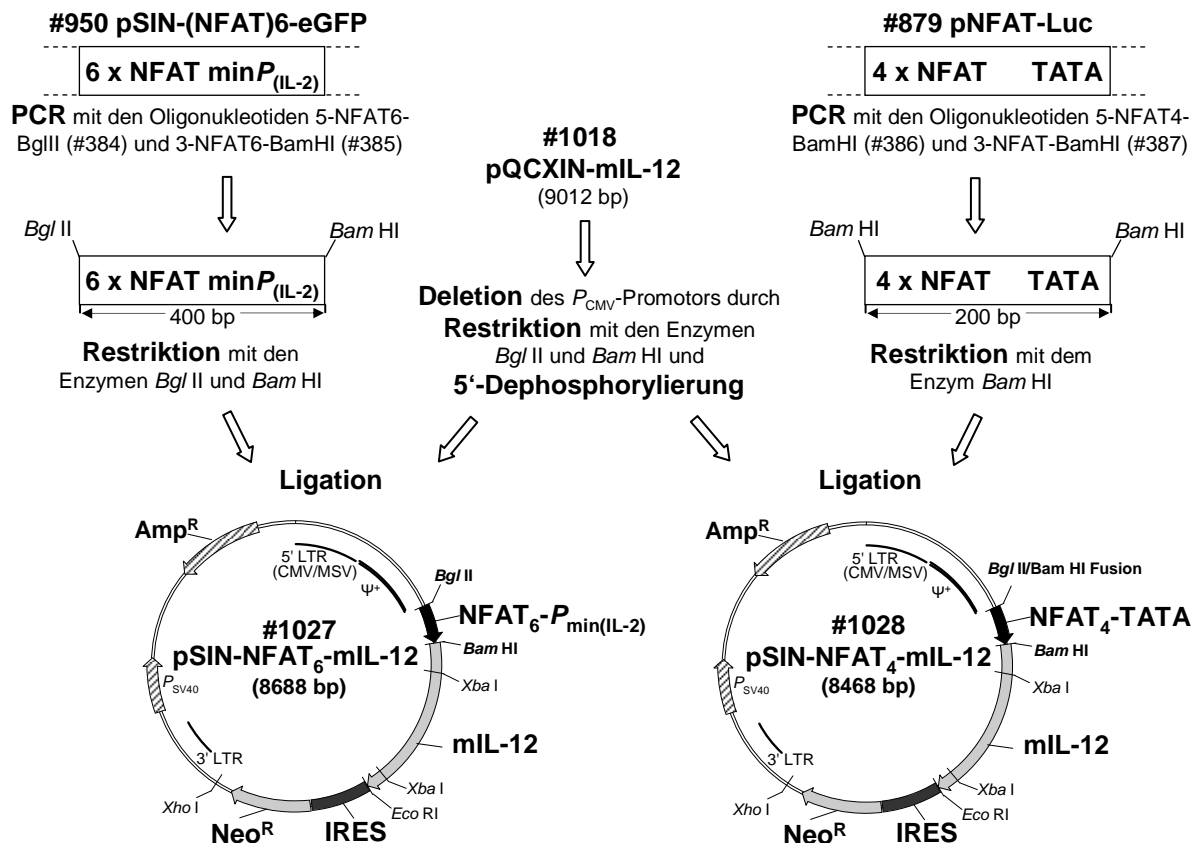 #950 pSIN-(NFAT)6-eGFP
6 x NFAT minP(IL-2)
PCR mit den Oligonukleotiden 5-NFAT6-
BglII (#384) und 3-NFAT6-BamHI (#385)
Bgl II
Bam HI
6 x NFAT minP(IL-2)
400 bp
Restriktion mit den
Enzymen Bgl II und Bam HI
#1018
pQCXIN-mIL-12
(9012 bp)
Deletion des PCMV-Promotors durch
Restriktion mit den Enzymen
Bgl II und Bam HI und
5‘-Dephosphorylierung
#879 pNFAT-Luc
4 x NFAT TATA
PCR mit den Oligonukleotiden 5-NFAT4-
BamHI (#386) und 3-NFAT-BamHI (#387)
Bam HI
Bam HI
4 x NFAT TATA
200 bp
Restriktion mit dem
Enzym Bam HI
Ligation
AmpR
5' LTR
(CMV/MSV)
Ψ+
Bgl II
NFAT6-Pmin(IL-2)
Bam HI
#1027
pSIN-NFAT6-mIL-12
(8688 bp)
Xba I
PSV40
mIL-12
3' LTR
Xba I
Xho I
Eco RI
NeoR
IRES
Ligation
AmpR
5' LTR
(CMV/MSV)
Ψ+
Bgl II/Bam HI Fusion
NFAT4-TATA
Bam HI
#1028
pSIN-NFAT4-mIL-12
(8468 bp)
Xba I
PSV40
mIL-12
3' LTR
Xba I
Xho I
Eco RI
NeoR
IRES